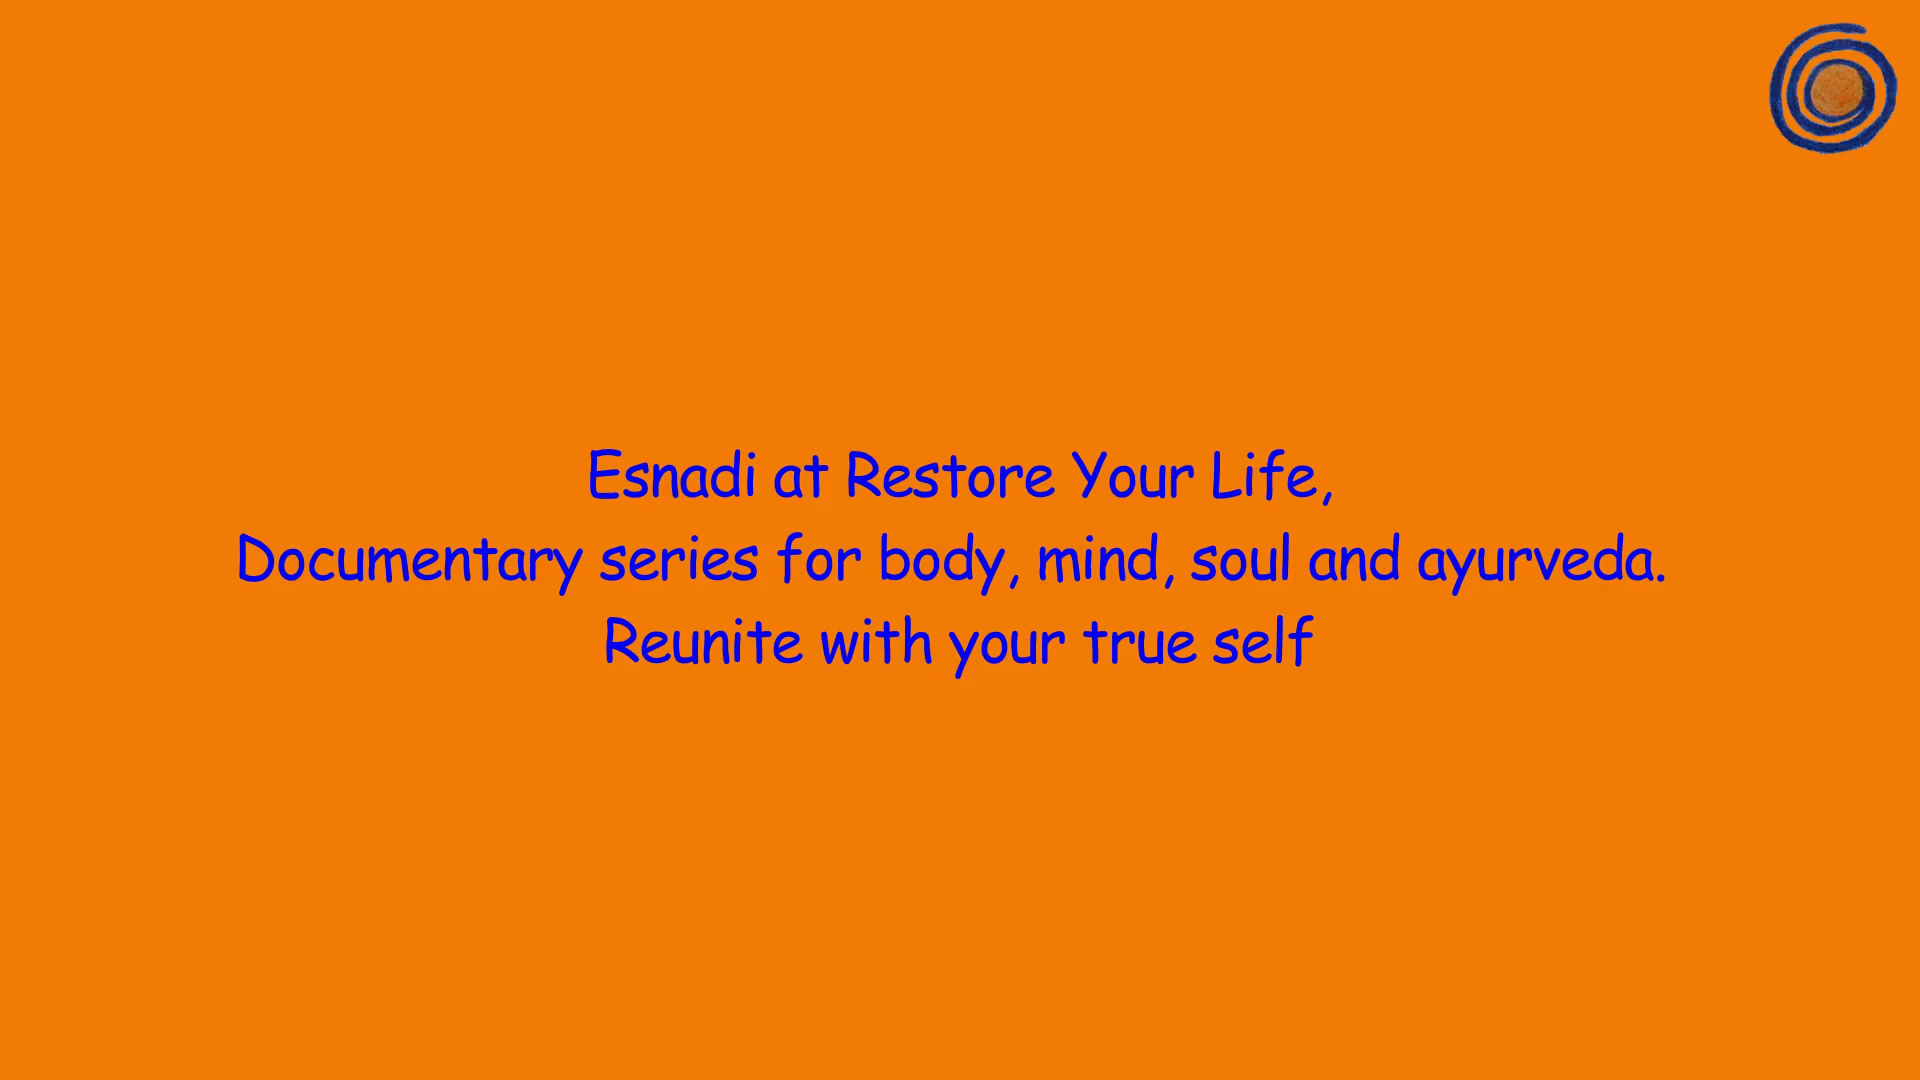 Esnadi at Restore Your Life,
Documentary series for body, mind, soul and ayurveda.
Reunite with your true self